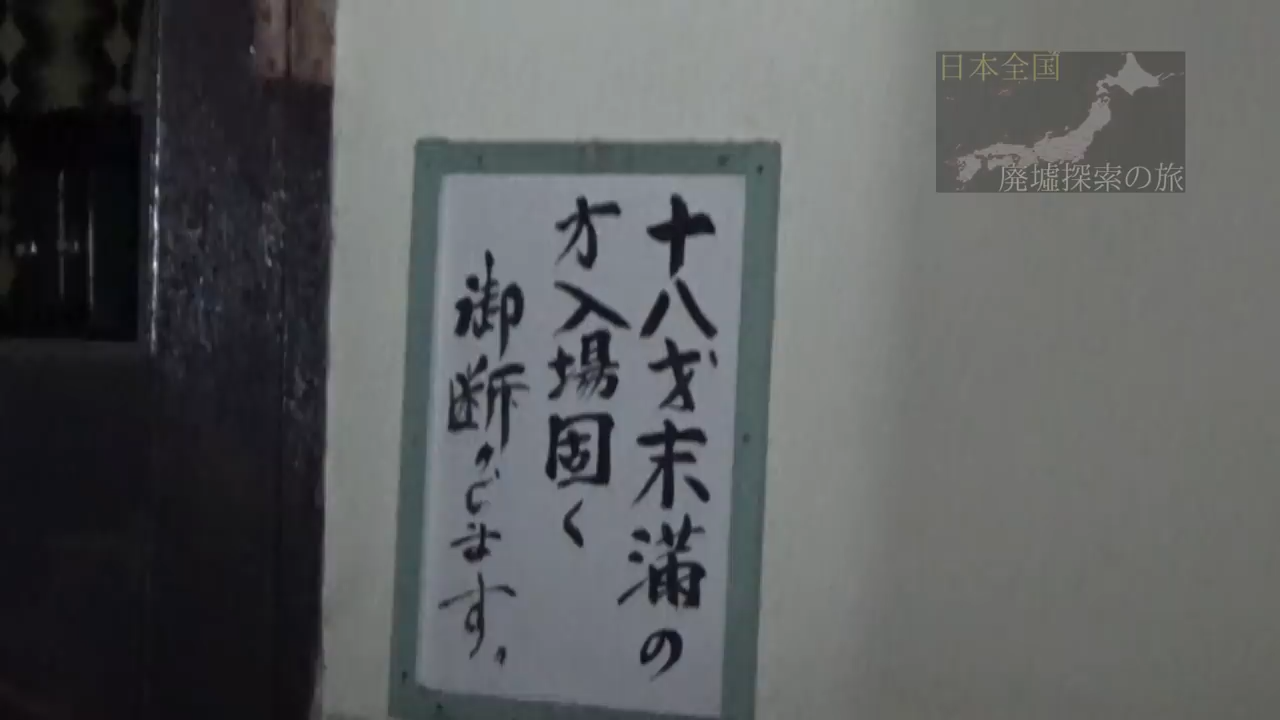 十八才末満の
方入場固く
御断りします。
日本全国
廃墟探索の旅